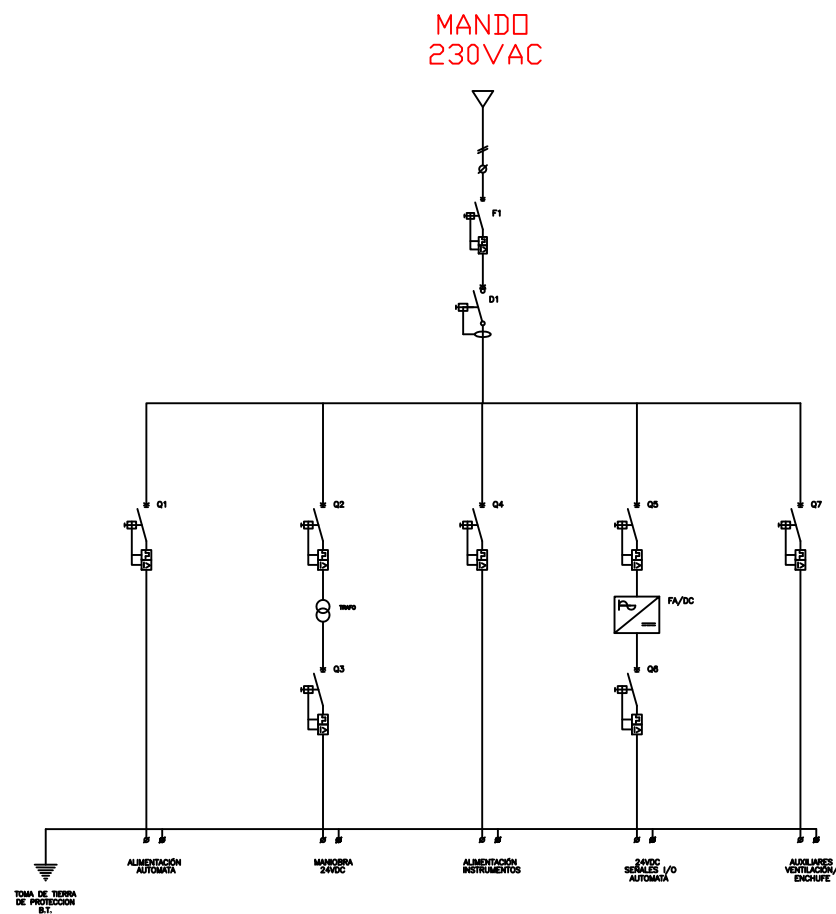 MANDO
230VAC
F1
D1
Q1
Q2
Q4
Q5
Q7
TRAFO
FA/DC
Q3
Q6
ALIMENTACIÓN
AUTOMATA
MANIOBRA
24VDC
ALIMENTACIÓN
INSTRUMENTOS
24VDC
SEÑALES I/O
AUTOMATA
AUXILIARES
VENTILACIÓN/
ENCHUFE
TOMA DE TIERRA
DE PROTECCION
B.T.